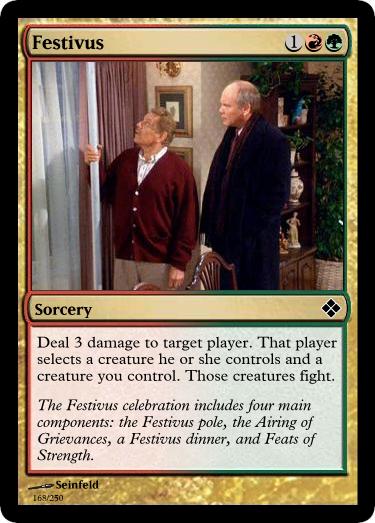 Festivus 1
Sorcery
Deal 3 damage to target player. That player
selects a creature he or she controls and a
creature you control. Those creatures fight.
The Festivus celebration includes four main
components: the Festivus pole, the Airing of
Grievances, a Festivus dinner, and Feats of
Strength.
Seinfeld
168/250